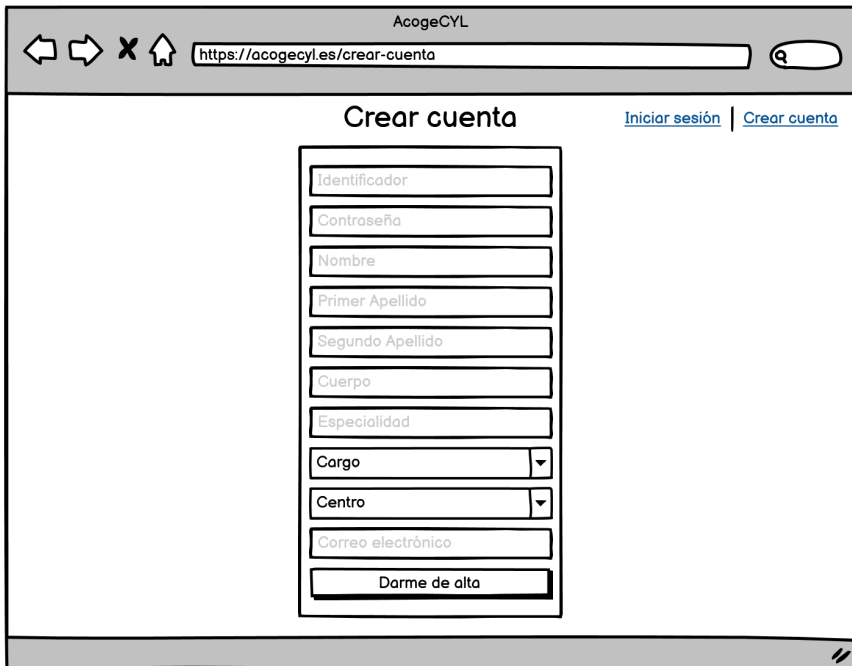 AcogeCYL
https://acogecyl.es/crear-cuenta
Crear cuenta
Iniciar sesión | Crear cuenta
Identificador
Contraseña
Nombre
Primer Apellido
Segundo Apellido
Cuerpo
Especialidad
Cargo
Centro
Correo electrónico
Darme de alta